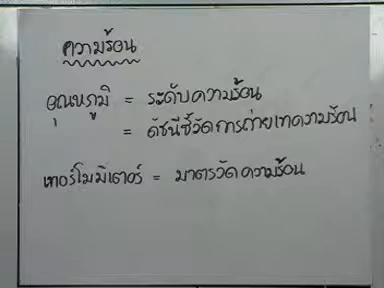 ความร้อน
อุณหภูมิ = ระดับความร้อน
= ดัชนีชี้วัดการถ่ายเทความร้อน
เทอร์โมมิเตอร์ = มาตรวัดความร้อน